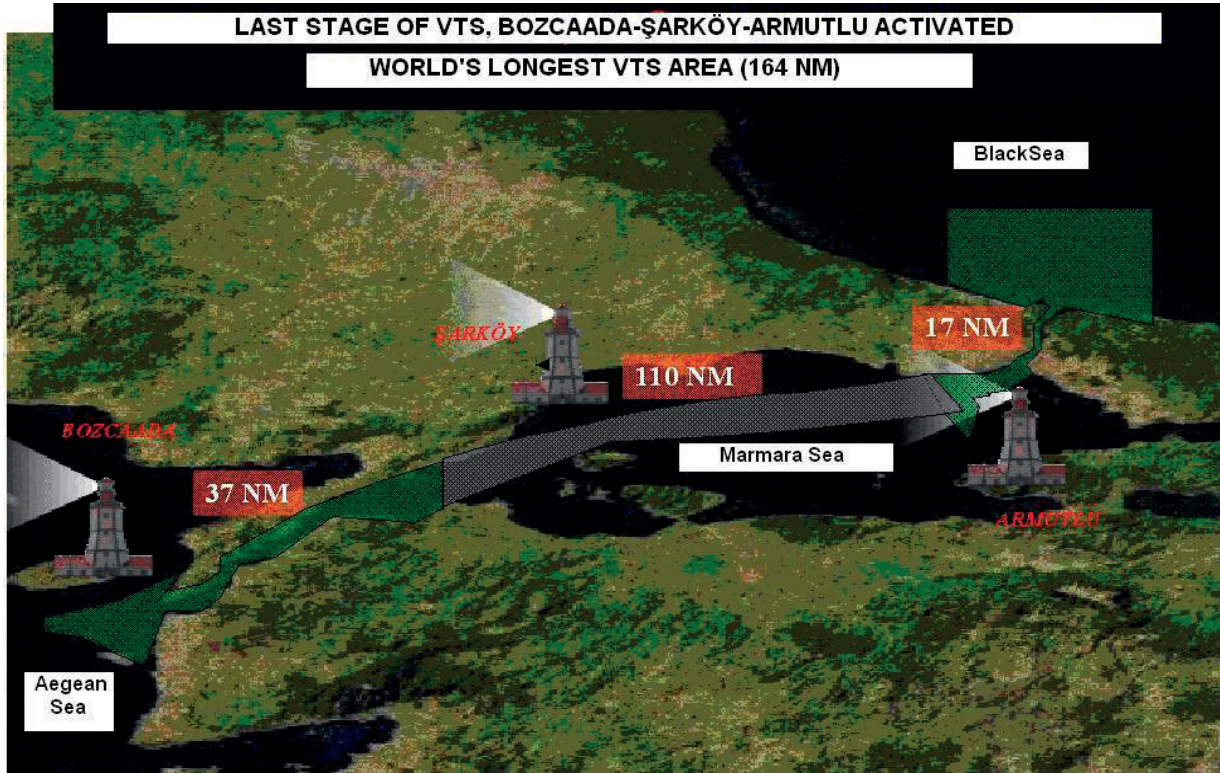 LAST STAGE OF VTS, BOZCAADA-ŞARKÖY-ARMUTLU ACTIVATED
WORLD'S LONGEST VTS AREA (164 NM)
BlackSea
17 NM
ŞARKÖY
110 NM
BOZCAADA
Marmara Sea
37 NM
ARMUTLU
Aegean
Sea